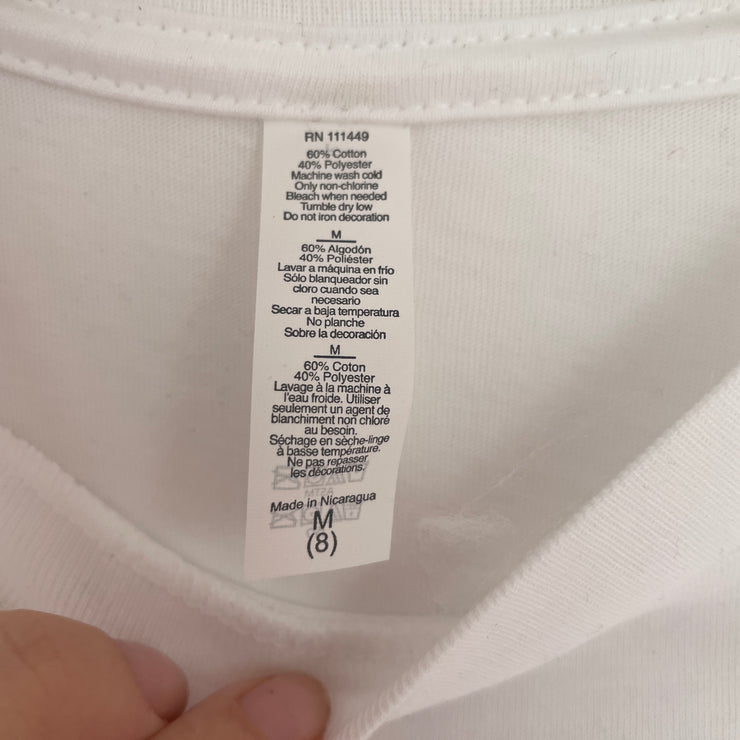 RN 111449
60% Cotton
40% Polyester
Machine wash cold
Only non-chlorine
Bleach when needed
Tumble dry low
Do not iron decoration
M
60% Algodón
40% Poliéster
Lavar a màquina en frío
Sólo blanqueador sin
cloro cuando sea
necesario
Secar a baja temperatura
No planche
Sobre la decoración
M
60% Coton
40% Polyester
Lavage à la machine à
l'eau froide. Utiliser
seulement un agent de
blanchiment non chloré
au besoin.
Séchage en sèche-linge
à basse température.
Ne pas repasser
les décorations.
Made in Nicaragua
M
(8)